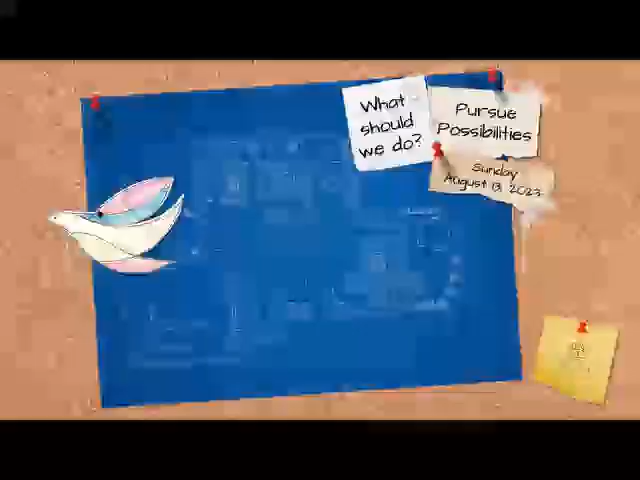 What
should
we do?
Pursue
Possibilities
Sunday
August 13, 2023